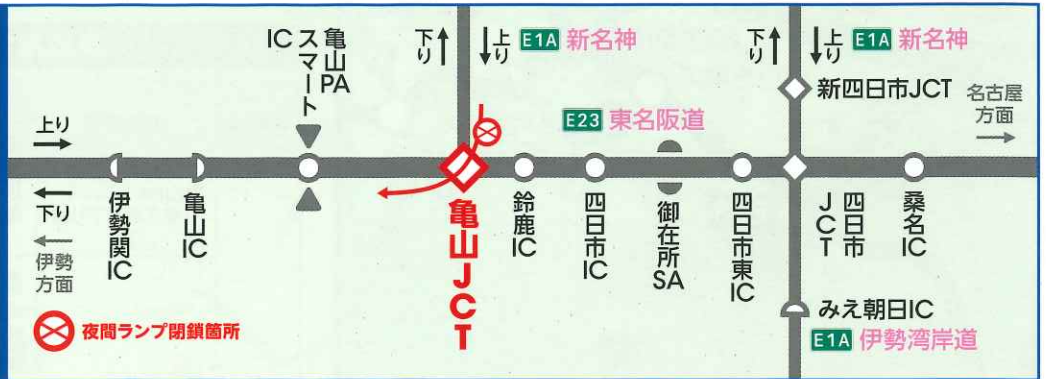 亀山PA
スマート
IC
下り
上り
E1A 新名神
下り
上り
E1A 新名神
新四日市JCT
名古屋
方面
E23 東名阪道
上り
下り
伊勢
方面
伊勢関IC
亀山IC
亀山JCT
鈴鹿IC
四日市IC
御在所SA
四日市東IC
四日市
JCT
桑名IC
みえ朝日IC
E1A 伊勢湾岸道
夜間ランプ閉鎖箇所